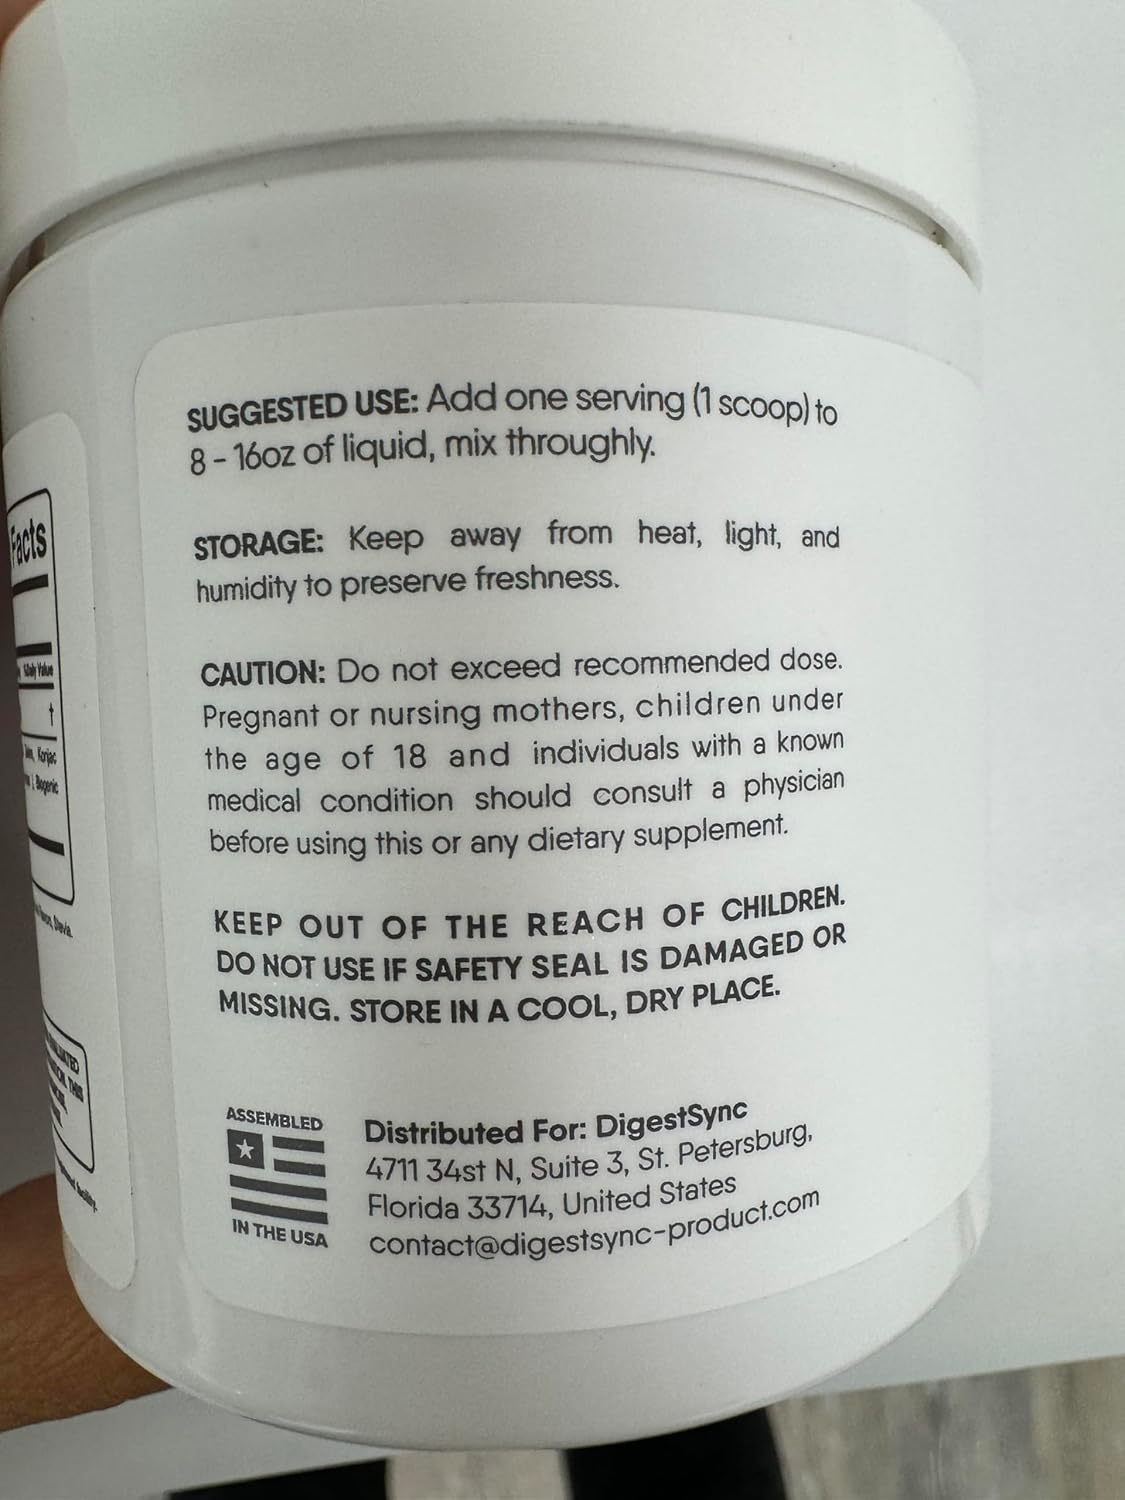 SUGGESTED USE: Add one serving (1 scoop) to
8 - 16oz of liquid, mix throughly.
STORAGE: Keep away from heat, light, and
humidity to preserve freshness.
CAUTION: Do not exceed recommended dose.
Pregnant or nursing mothers, children under
the age of 18 and individuals with a known
medical condition should consult a physician
before using this or any dietary supplement.
KEEP OUT OF THE REACH OF CHILDREN.
DO NOT USE IF SAFETY SEAL IS DAMAGED OR
MISSING. STORE IN A COOL, DRY PLACE.
ASSEMBLED
IN THE USA
Distributed For: DigestSync
4711 34st N, Suite 3, St. Petersburg,
Florida 33714, United States
contact@digestsync-product.com
Facts
%Daily Value
†
Konjac
Biogenic
Stevia.